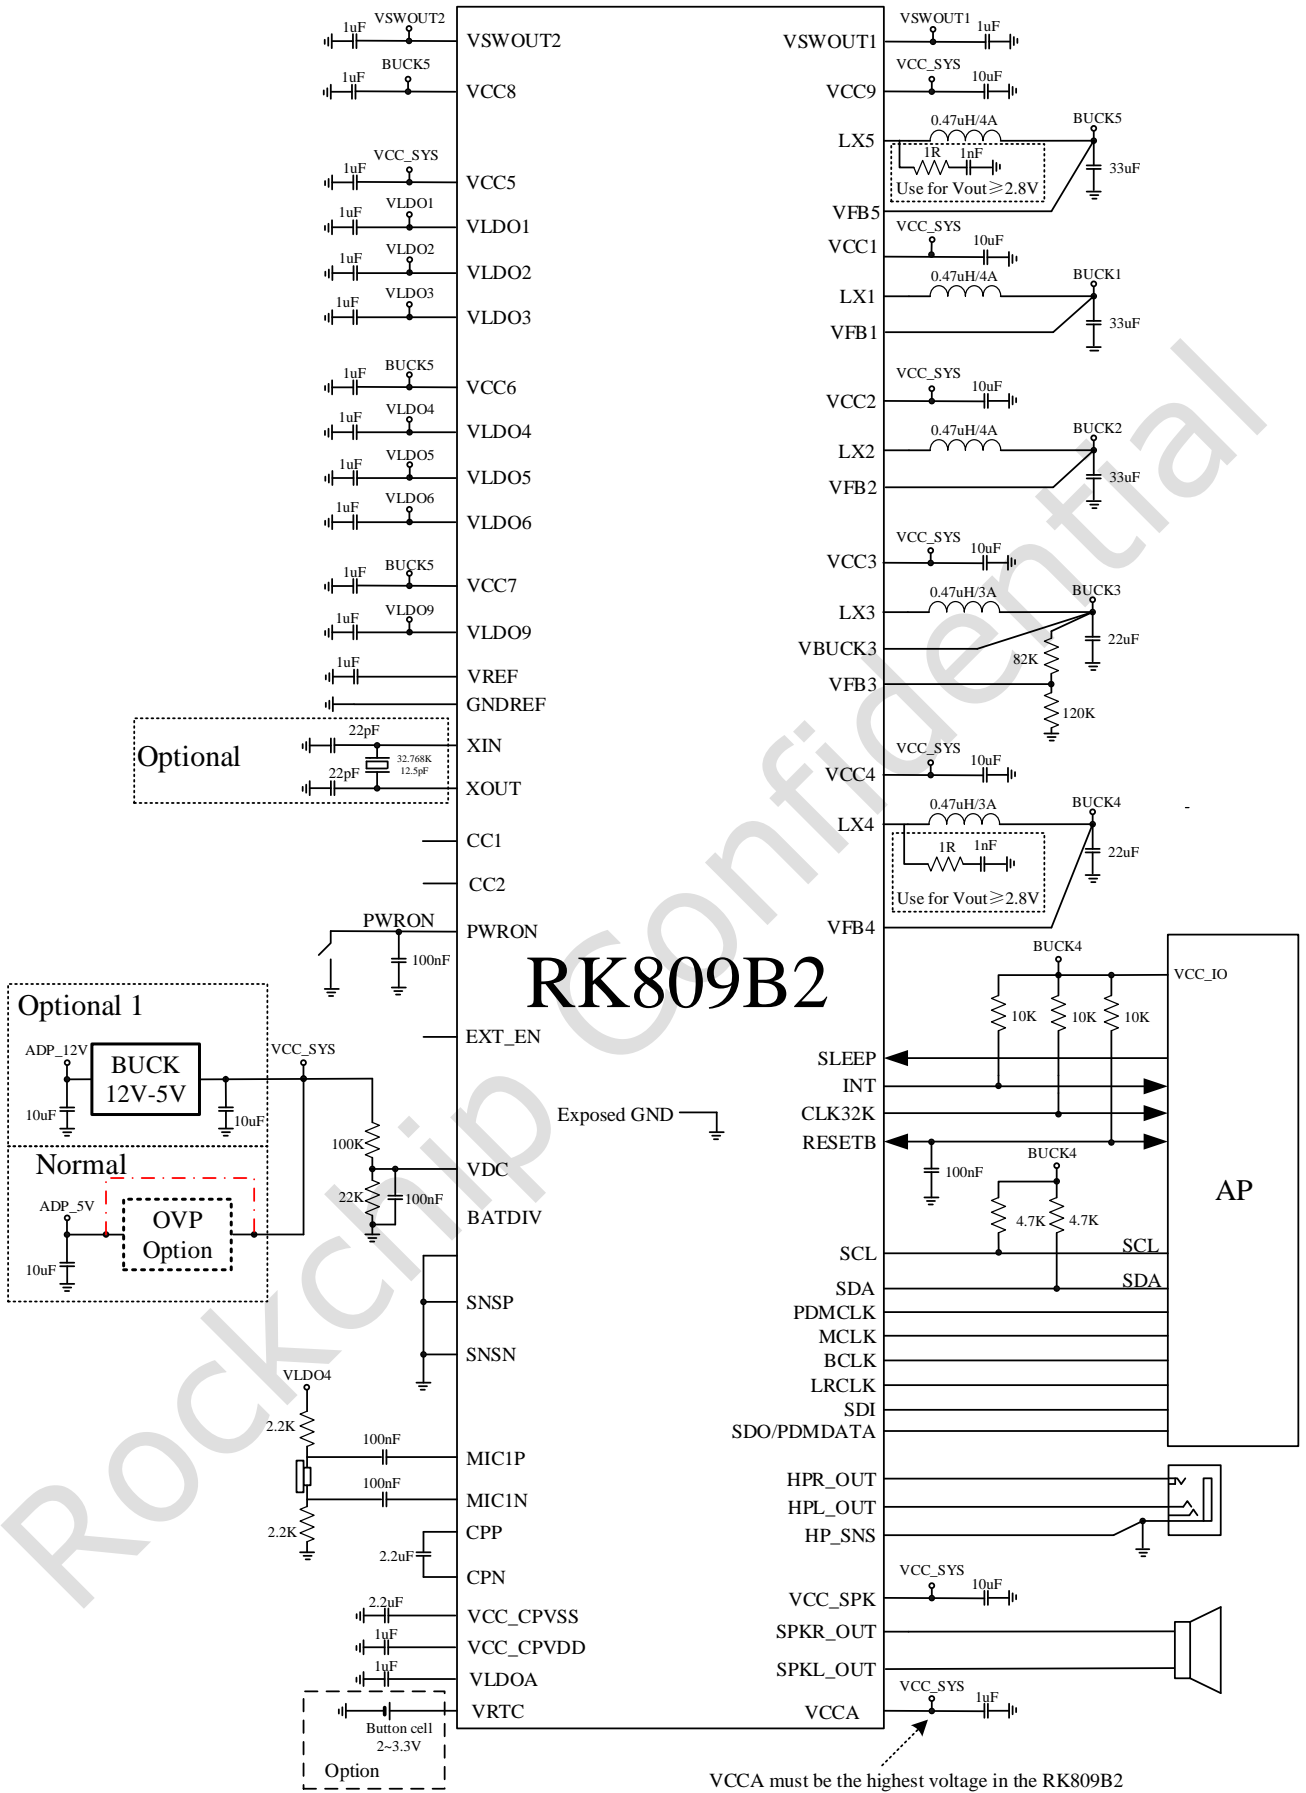 VSWOUT2
1uF
VSWOUT2
BUCK5
1uF
VCC8
VCC_SYS
1uF
VCC5
VLDO1
1uF
VLDO1
VLDO2
1uF
VLDO2
VLDO3
1uF
VLDO3
BUCK5
1uF
VCC6
VLDO4
1uF
VLDO4
VLDO5
1uF
VLDO5
VLDO6
1uF
VLDO6
BUCK5
1uF
VCC7
VLDO9
1uF
VLDO9
1uF
VREF
GNDREF
Optional
22pF
XIN
32.768K
12.5pF
22pF
XOUT
CC1
CC2
PWRON
PWRON
100nF
EXT_EN
Optional 1
ADP_12V
BUCK
12V-5V
VCC_SYS
10uF
10uF
100K
VDC
22K
100nF
BATDIV
Normal
ADP_5V
OVP
Option
10uF
SNSP
SNSN
VLDO4
2.2K
100nF
MIC1P
100nF
MIC1N
2.2K
CPP
2.2uF
CPN
2.2uF
VCC_CPVSS
1uF
VCC_CPVDD
1uF
VLDOA
VRTC
Button cell
2~3.3V
Option
RK809B2
Exposed GND
VSWOUT1
VSWOUT1
1uF
VCC_SYS
VCC9
10uF
LX5
0.47uH/4A
BUCK5
1R
1nF
33uF
Use for Vout≥2.8V
VFB5
VCC_SYS
VCC1
10uF
LX1
0.47uH/4A
BUCK1
33uF
VFB1
VCC_SYS
VCC2
10uF
LX2
0.47uH/4A
BUCK2
33uF
VFB2
VCC_SYS
VCC3
10uF
LX3
0.47uH/3A
BUCK3
22uF
VBUCK3
82K
VFB3
120K
VCC_SYS
VCC4
10uF
LX4
0.47uH/3A
BUCK4
-
1R
1nF
22uF
Use for Vout≥2.8V
VFB4
BUCK4
VCC_IO
10K
10K
10K
SLEEP
INT
CLK32K
RESETB
100nF
BUCK4
4.7K
4.7K
AP
SCL
SCL
SDA
SDA
PDMCLK
MCLK
BCLK
LRCLK
SDI
SDO/PDMDATA
HPR_OUT
HPL_OUT
HP_SNS
VCC_SYS
VCC_SPK
10uF
SPKR_OUT
SPKL_OUT
VCC_SYS
VCCA
1uF
VCCA must be the highest voltage in the RK809B2
Rockchip Confidential